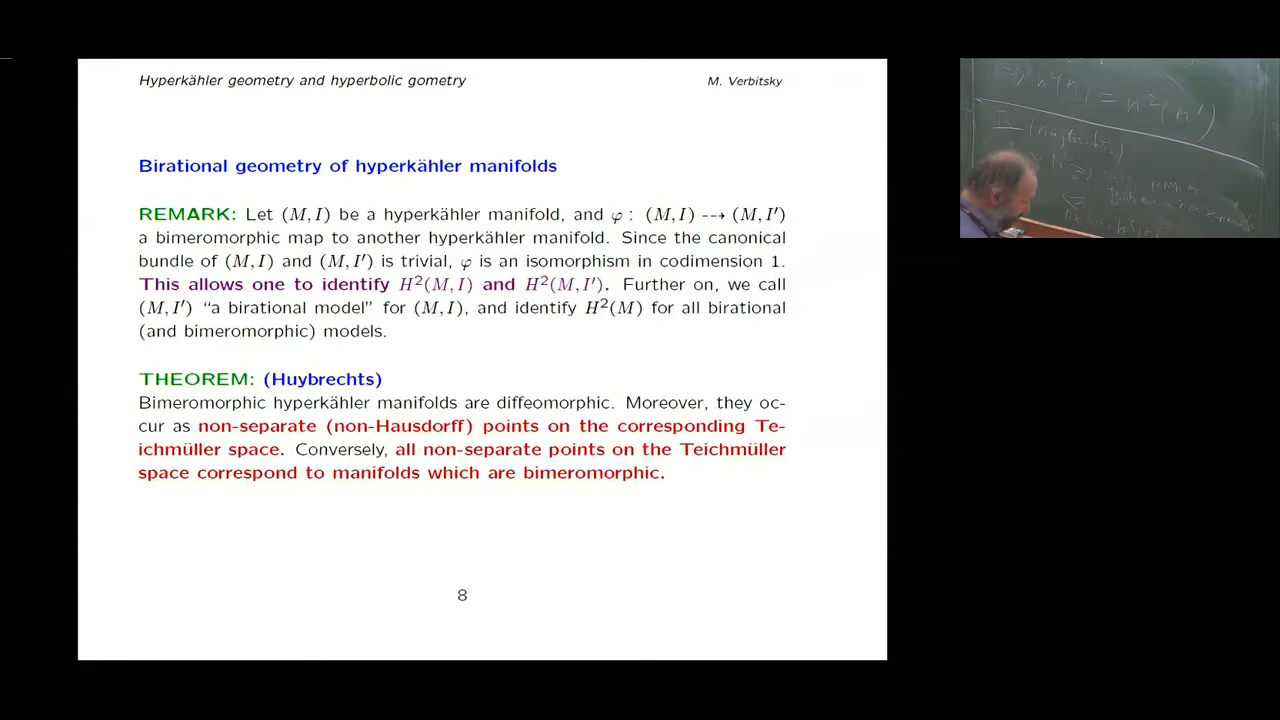 Hyperkähler geometry and hyperbolic gometry M. Verbitsky
Birational geometry of hyperkähler manifolds
REMARK: Let (M, I) be a hyperkähler manifold, and φ : (M, I) ⇢ (M, I′)
a bimeromorphic map to another hyperkähler manifold. Since the canonical
bundle of (M, I) and (M, I′) is trivial, φ is an isomorphism in codimension 1.
This allows one to identify H²(M, I) and H²(M, I′). Further on, we call
(M, I′) “a birational model” for (M, I), and identify H²(M) for all birational
(and bimeromorphic) models.
THEOREM: (Huybrechts)
Bimeromorphic hyperkähler manifolds are diffeomorphic. Moreover, they oc-
cur as non-separate (non-Hausdorff) points on the corresponding Te-
ichmüller space. Conversely, all non-separate points on the Teichmüller
space correspond to manifolds which are bimeromorphic.
8